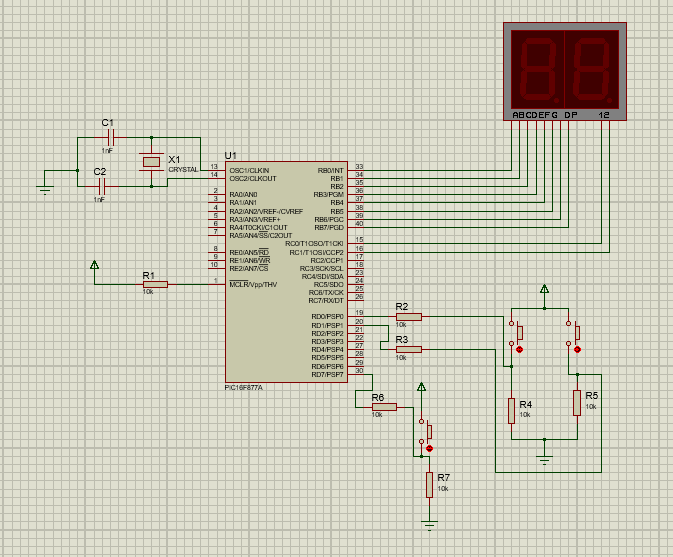 ABCDEFG DP 12
C1
1nF
X1
CRYSTAL
C2
1nF
U1
13 OSC1/CLKIN RB0/INT 33
14 OSC2/CLKOUT RB1 34
RB2 35
2 RA0/AN0 RB3/PGM 36
3 RA1/AN1 RB4 37
4 RA2/AN2/VREF-/CVREF RB5 38
5 RA3/AN3/VREF+ RB6/PGC 39
6 RA4/T0CKI/C1OUT RB7/PGD 40
7 RA5/AN4/SS/C2OUT
RC0/T1OSO/T1CKI 15
8 RE0/AN5/RD RC1/T1OSI/CCP2 16
9 RE1/AN6/WR RC2/CCP1 17
10 RE2/AN7/CS RC3/SCK/SCL 18
RC4/SDI/SDA 23
1 MCLR/Vpp/THV RC5/SDO 24
RC6/TX/CK 25
RC7/RX/DT 26
RD0/PSP0 19
RD1/PSP1 20
RD2/PSP2 21
RD3/PSP3 22
RD4/PSP4 27
RD5/PSP5 28
RD6/PSP6 29
RD7/PSP7 30
PIC16F877A
R1
10k
R2
10k
R3
10k
R6
10k
R4
10k
R5
10k
R7
10k